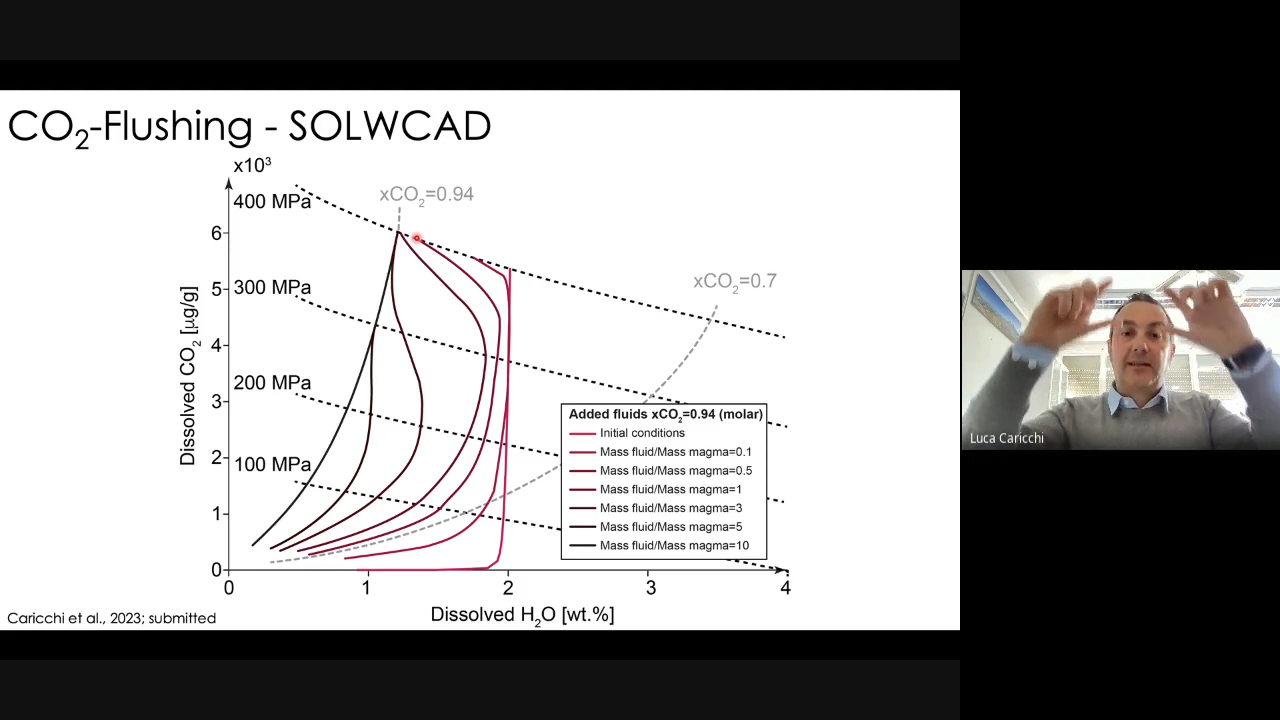 CO2-Flushing - SOLWCAD
x10³
400 MPa
xCO2=0.94
6
xCO2=0.7
300 MPa
5
4
200 MPa
3
100 MPa
2
1
0
Dissolved CO2 [µg/g]
Added fluids xCO2=0.94 (molar)
Initial conditions
Mass fluid/Mass magma=0.1
Mass fluid/Mass magma=0.5
Mass fluid/Mass magma=1
Mass fluid/Mass magma=3
Mass fluid/Mass magma=5
Mass fluid/Mass magma=10
0 1 2 3 4
Dissolved H2O [wt.%]
Caricchi et al., 2023; submitted
Luca Caricchi